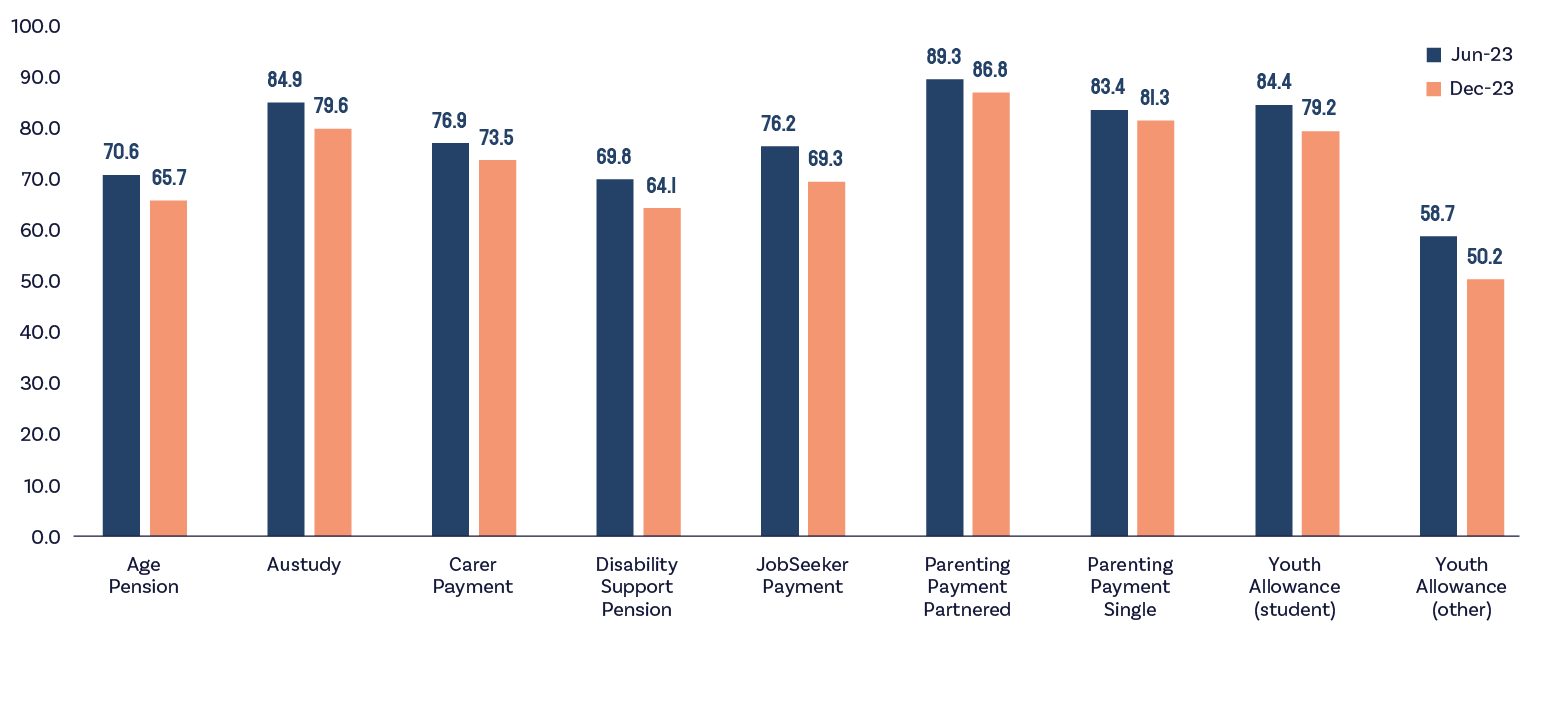 100.0
90.0
80.0
70.0
60.0
50.0
40.0
30.0
20.0
10.0
0.0
Jun-23
Dec-23
70.6
65.7
84.9
79.6
76.9
73.5
69.8
64.1
76.2
69.3
89.3
86.8
83.4
81.3
84.4
79.2
58.7
50.2
Age
Pension
Austudy
Carer
Payment
Disability
Support
Pension
JobSeeker
Payment
Parenting
Payment
Partnered
Parenting
Payment
Single
Youth
Allowance
(student)
Youth
Allowance
(other)